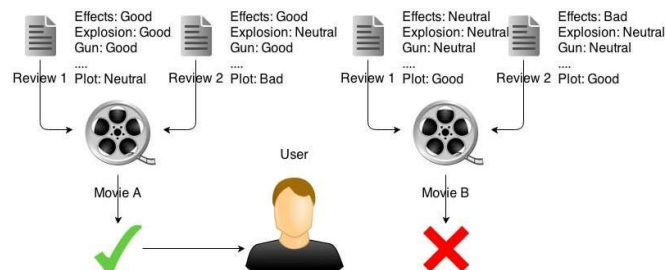 Effects: Good
Explosion: Good
Gun: Good
....
Plot: Neutral
Review 1
Effects: Good
Explosion: Neutral
Gun: Good
....
Plot: Bad
Review 2
Effects: Neutral
Explosion: Neutral
Gun: Neutral
....
Plot: Good
Review 1
Effects: Bad
Explosion: Neutral
Gun: Neutral
....
Plot: Good
Review 2
Movie A
User
Movie B